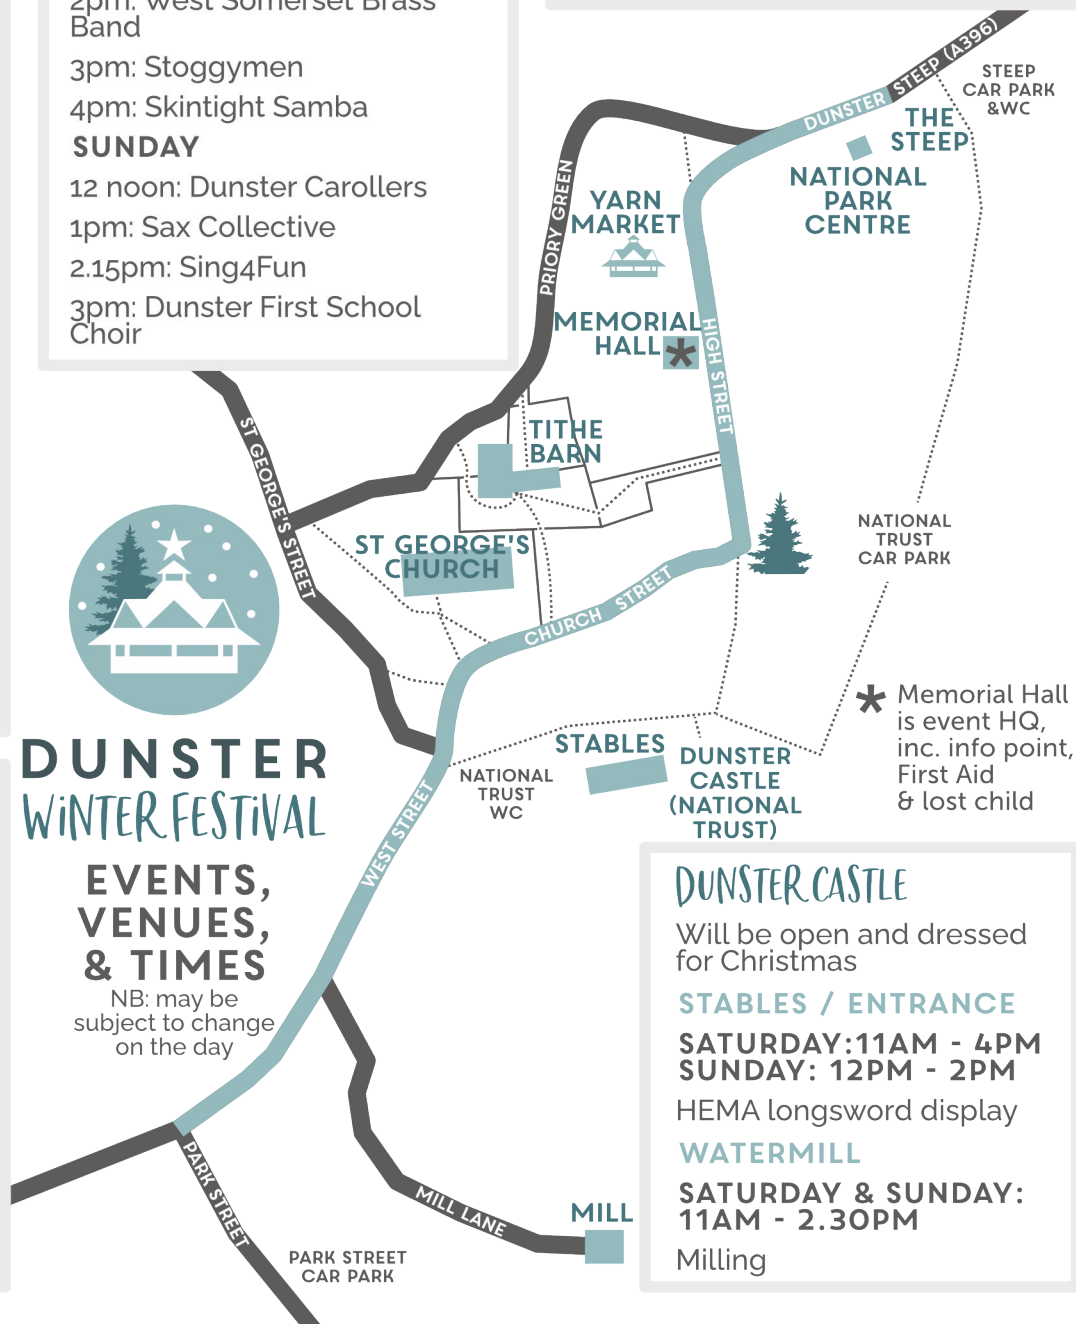 2pm: West Somerset Brass
Band
3pm: Stoggymen
4pm: Skintight Samba
SUNDAY
12 noon: Dunster Carollers
1pm: Sax Collective
2.15pm: Sing4Fun
3pm: Dunster First School
Choir
STEEP (A396)
DUNSTER
STEEP
CAR PARK
&WC
THE
STEEP
NATIONAL
PARK
CENTRE
PRIORY GREEN
YARN
MARKET
MEMORIAL
HALL *
HIGH STREET
TITHE
BARN
ST GEORGE'S STREET
ST GEORGE'S
CHURCH
CHURCH STREET
NATIONAL
TRUST
CAR PARK
* Memorial Hall
is event HQ,
inc. info point,
First Aid
& lost child
STABLES
DUNSTER
CASTLE
(NATIONAL
TRUST)
NATIONAL
TRUST
WC
WEST STREET
DUNSTER
WiNTER FESTiVAL
EVENTS,
VENUES,
& TIMES
NB: may be
subject to change
on the day
DUNSTER CASTLE
Will be open and dressed
for Christmas
STABLES / ENTRANCE
SATURDAY:11AM - 4PM
SUNDAY: 12PM - 2PM
HEMA longsword display
WATERMILL
SATURDAY & SUNDAY:
11AM - 2.30PM
Milling
PARK STREET
MILL LANE
MILL
PARK STREET
CAR PARK